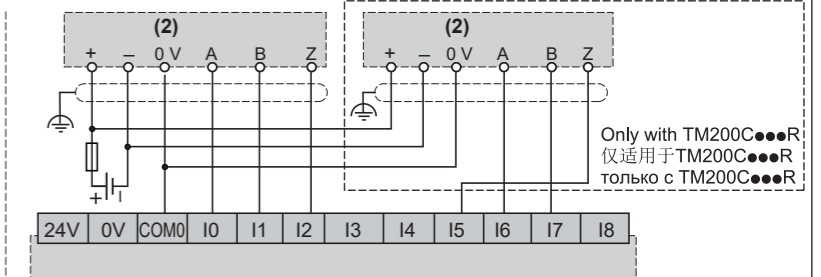 (2) (2)
+ – 0 V A B Z + – 0 V A B Z
Only with TM200C●●●R
仅适用于TM200C●●●R
только с TM200C●●●R
+
24V 0V COM0 I0 I1 I2 I3 I4 I5 I6 I7 I8